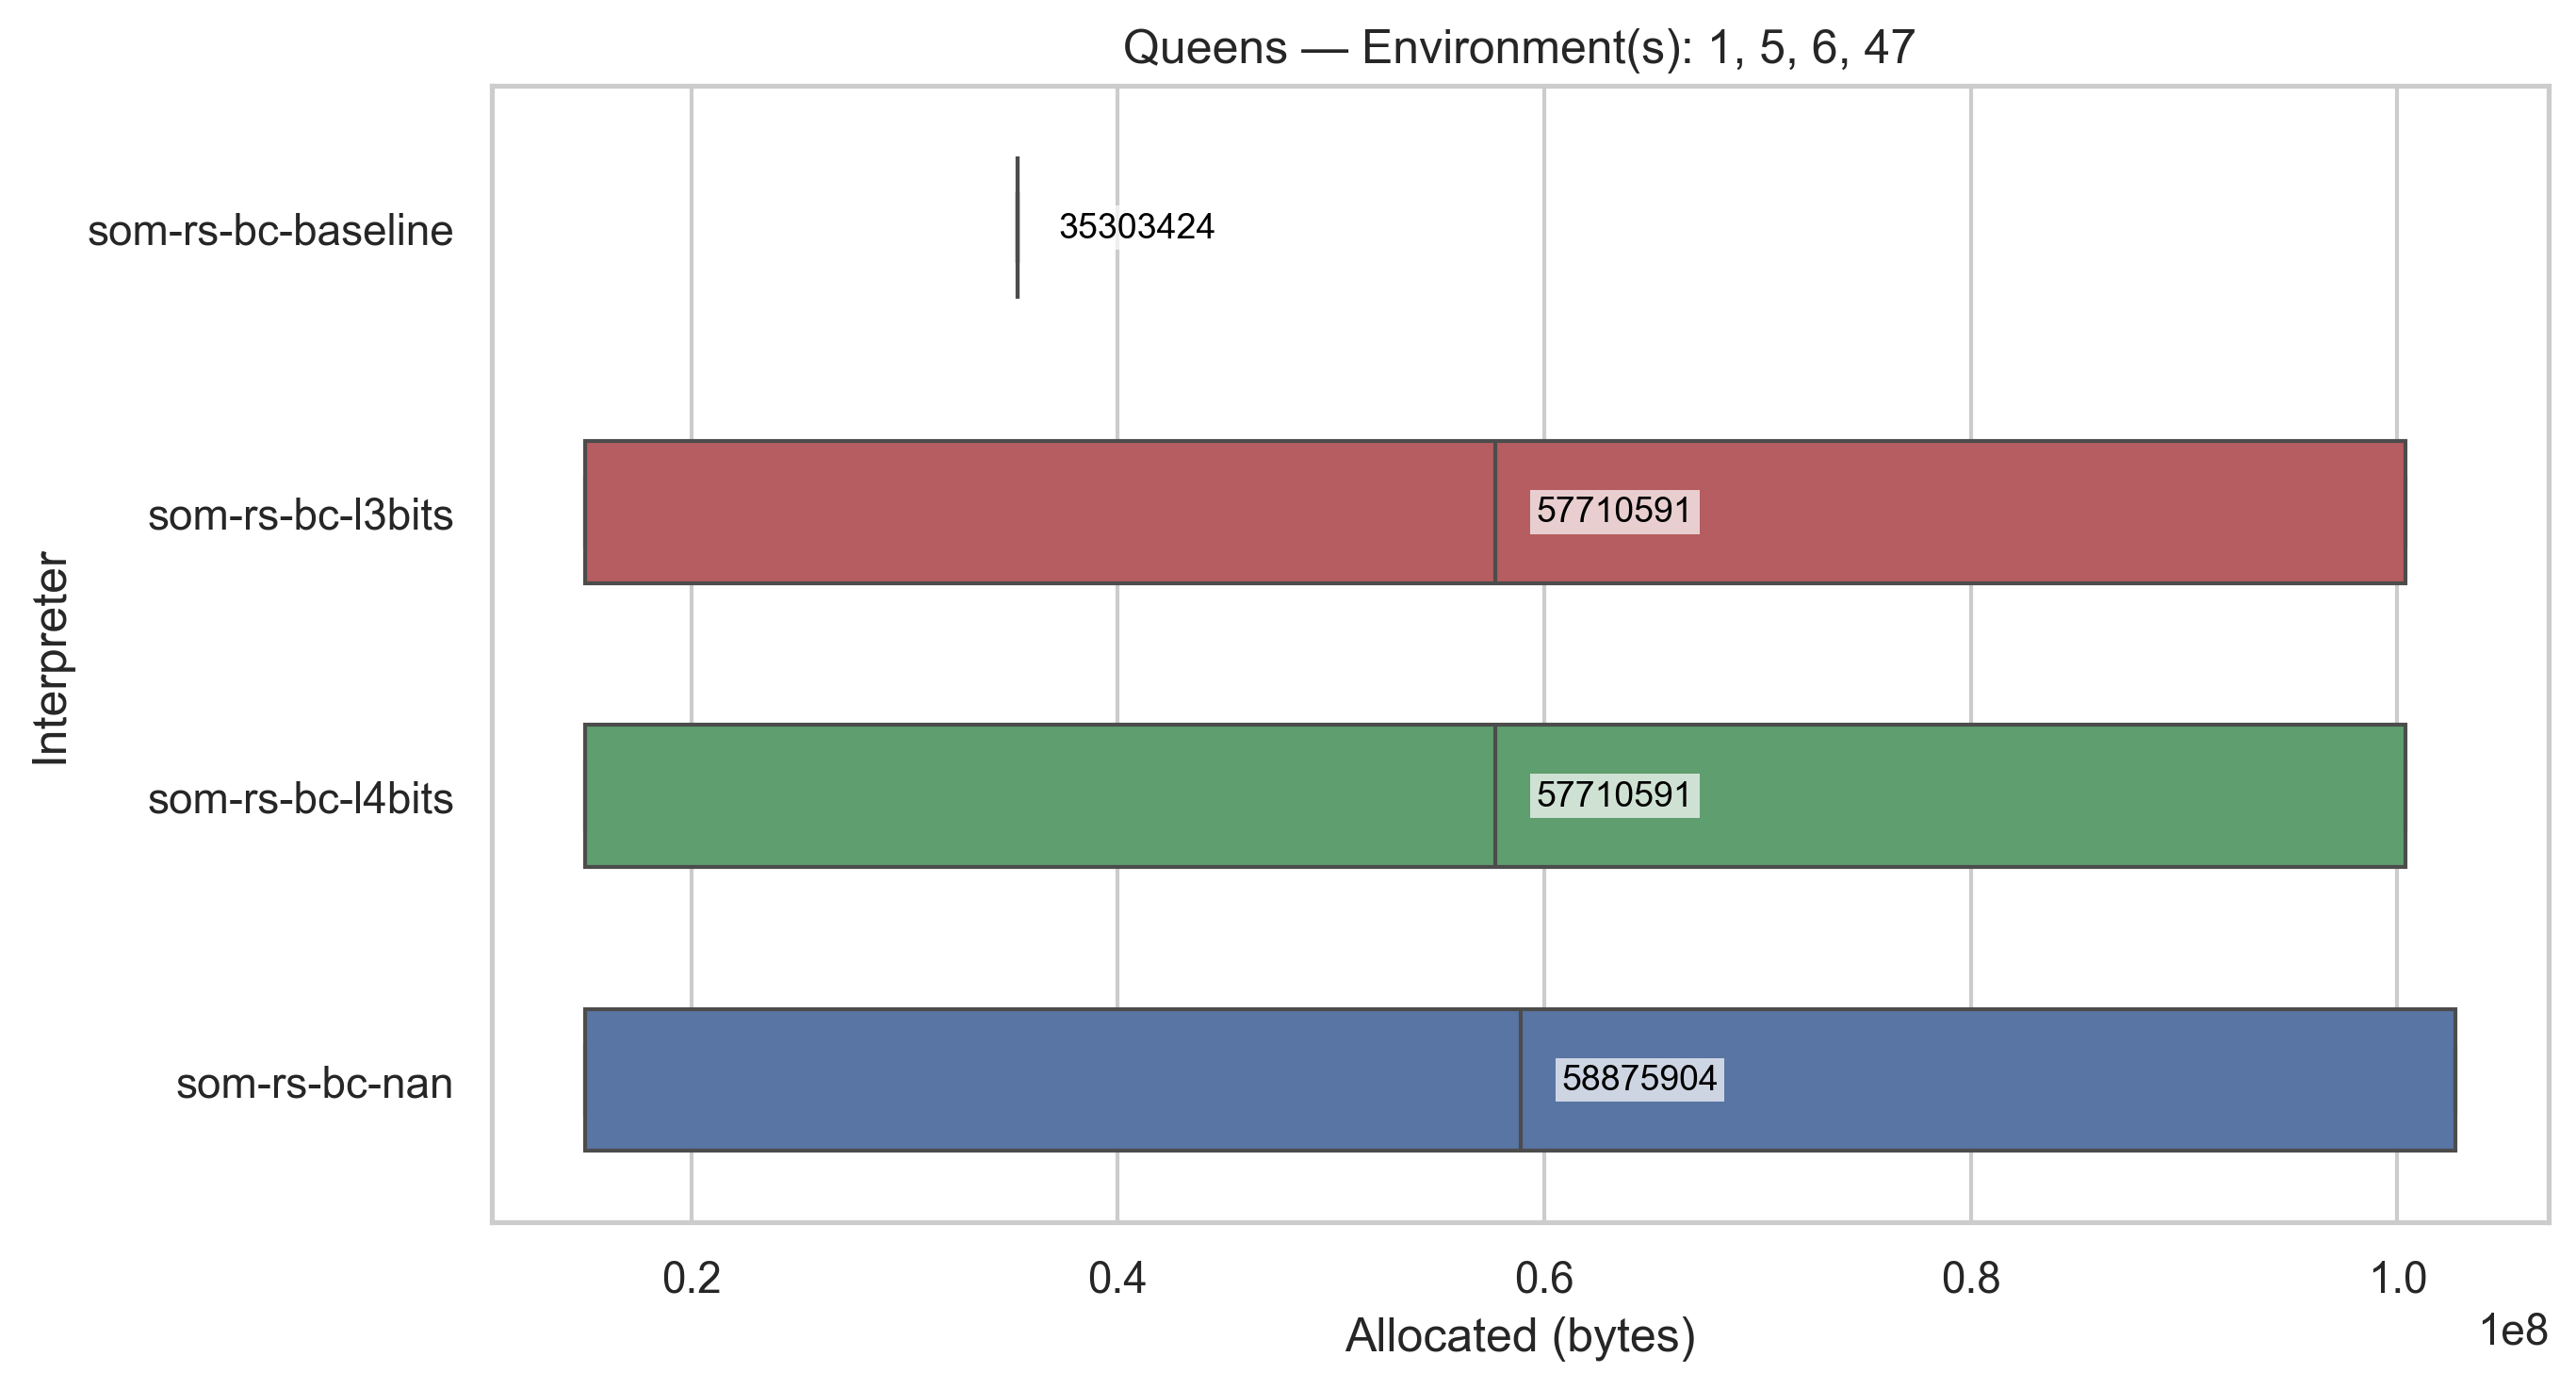 Queens — Environment(s): 1, 5, 6, 47
som-rs-bc-baseline
35303424
som-rs-bc-l3bits
57710591
som-rs-bc-l4bits
57710591
som-rs-bc-nan
58875904
Interpreter
0.2 0.4 0.6 0.8 1.0
1e8
Allocated (bytes)